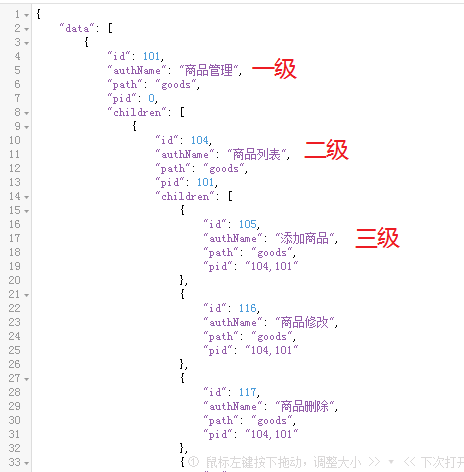 1 {
2 "data": [
3 {
4 "id": 101,
5 "authName": "商品管理", 一级
6 "path": "goods",
7 "pid": 0,
8 "children": [
9 {
10 "id": 104,
11 "authName": "商品列表", 二级
12 "path": "goods",
13 "pid": 101,
14 "children": [
15 {
16 "id": 105,
17 "authName": "添加商品", 三级
18 "path": "goods",
19 "pid": "104,101"
20 },
21 {
22 "id": 116,
23 "authName": "商品修改",
24 "path": "goods",
25 "pid": "104,101"
26 },
27 {
28 "id": 117,
29 "authName": "商品删除",
30 "path": "goods",
31 "pid": "104,101"
32 },
33 { ① 鼠标左键按下拖动，调整大小 >> ▾ << 下次打开